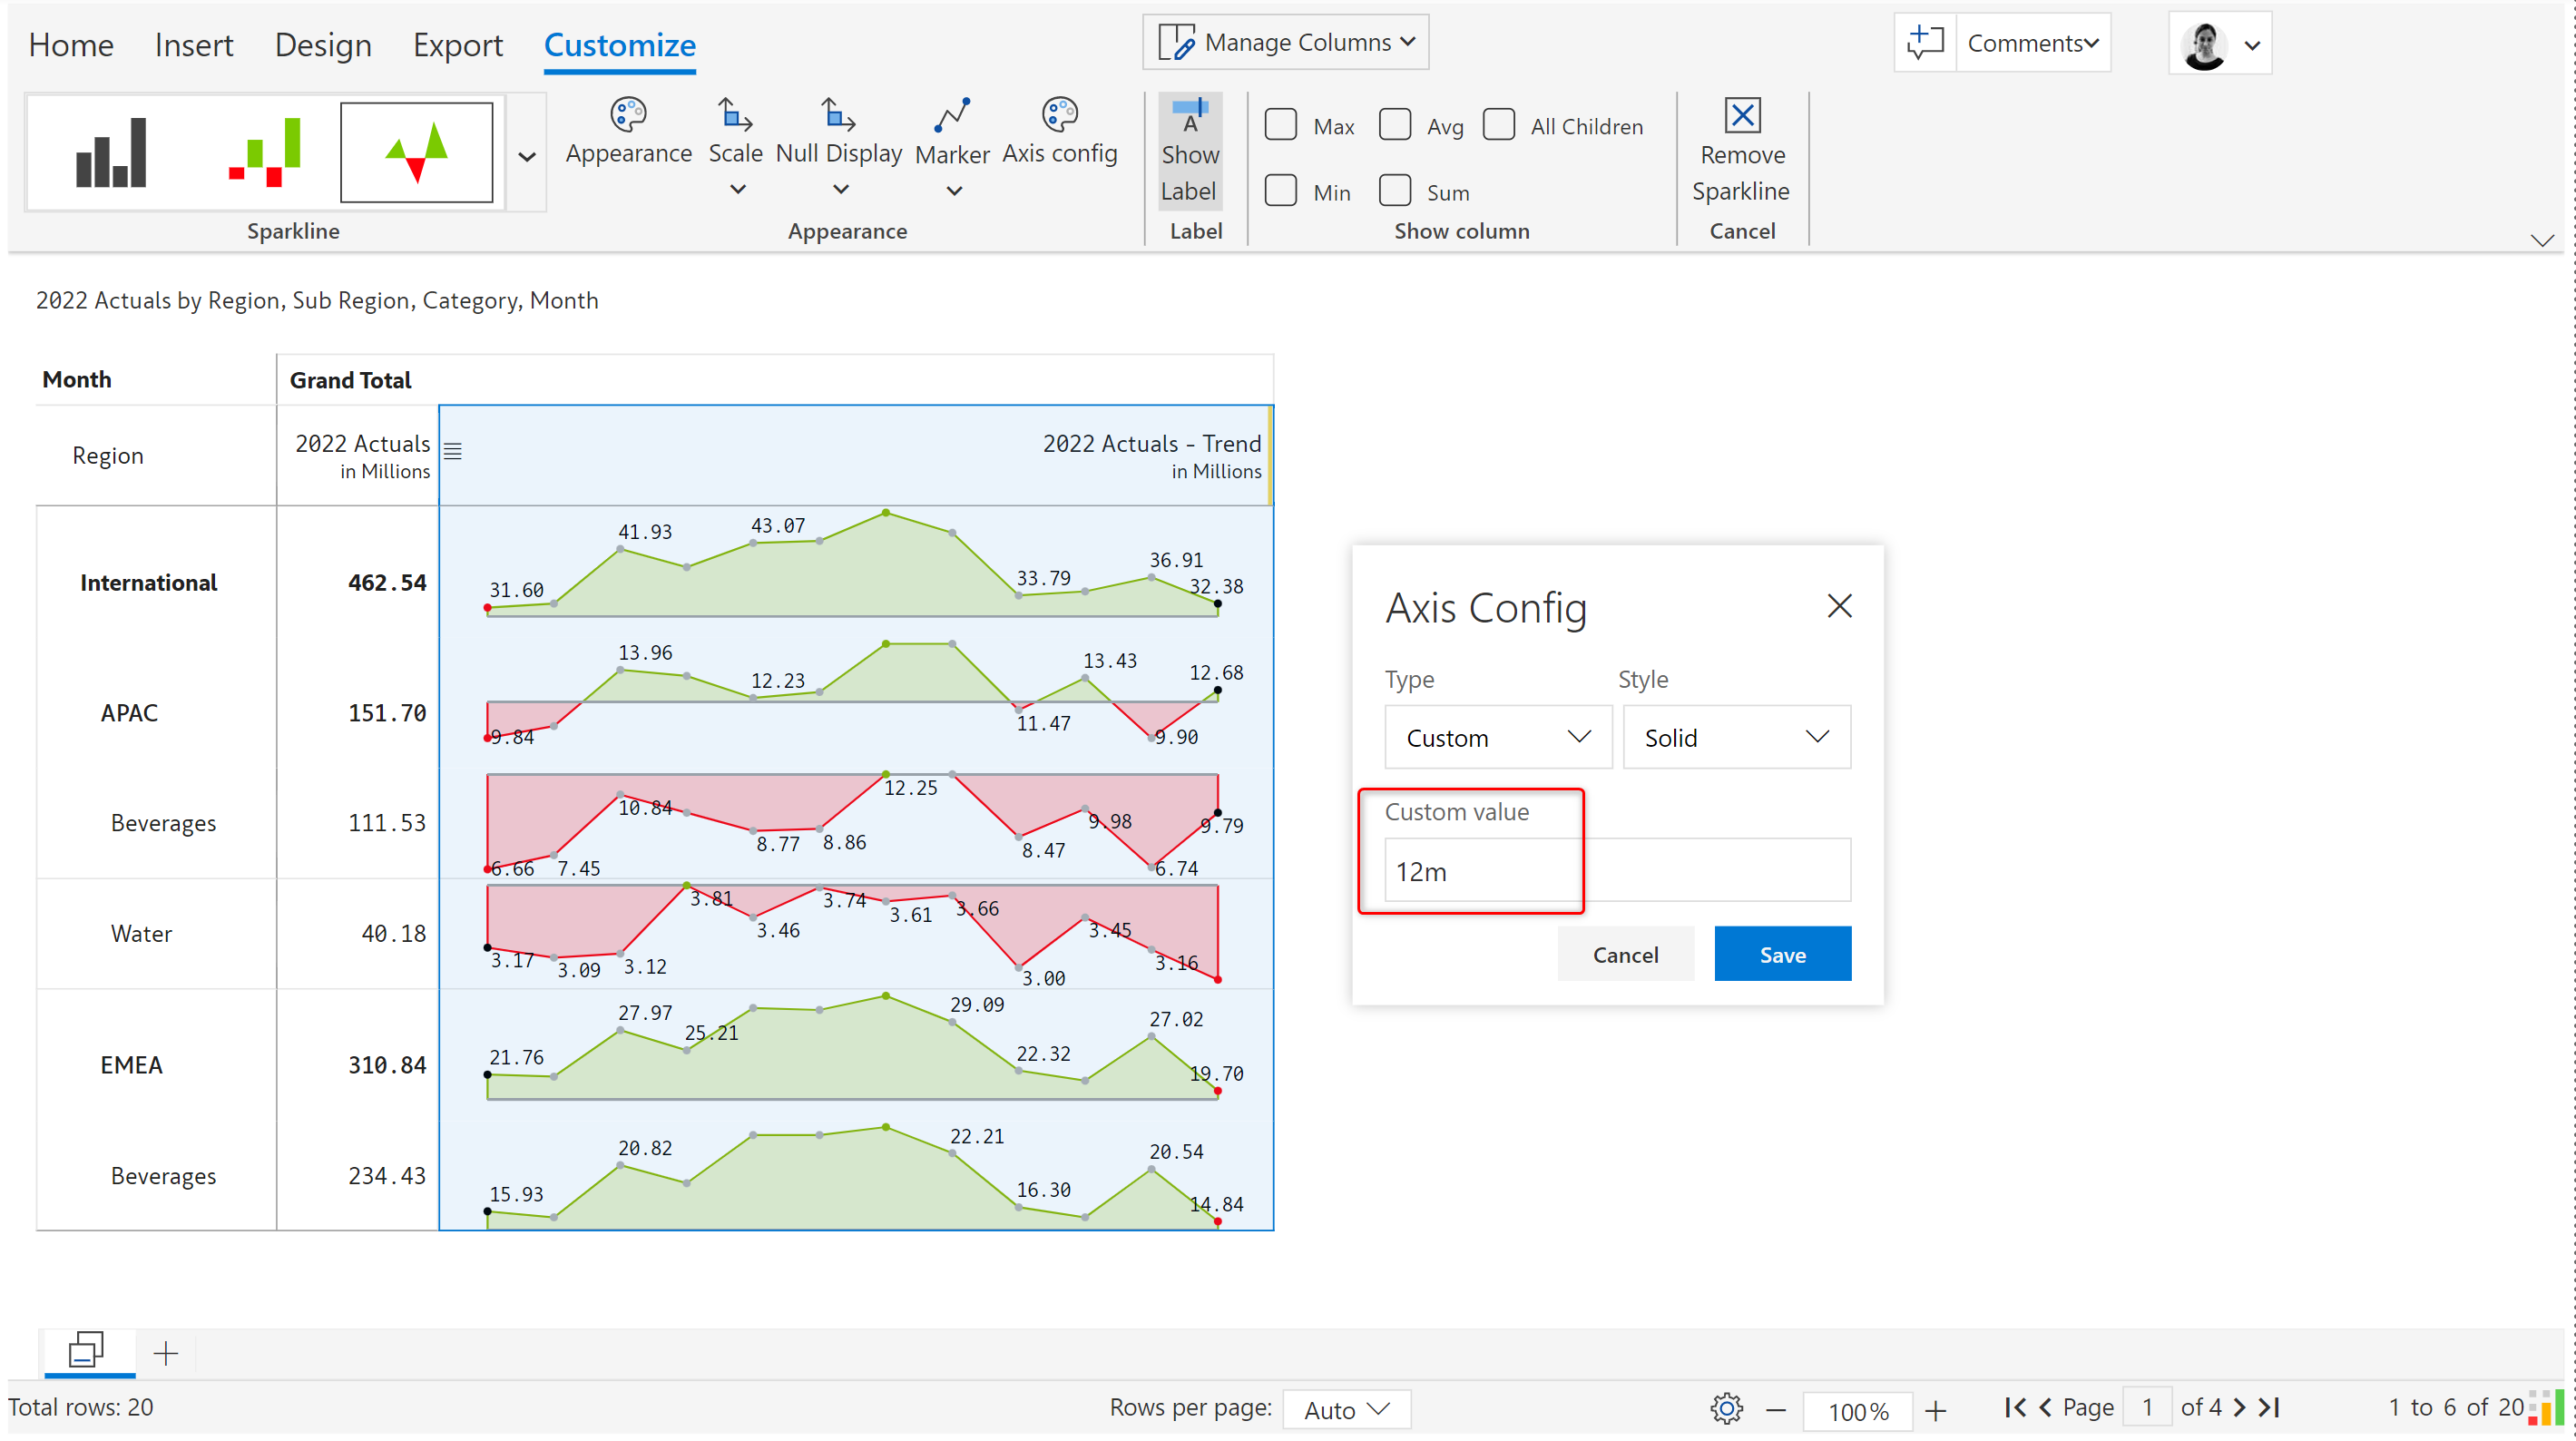 Home Insert Design Export Customize
Manage Columns
Comments
Appearance Scale Null Display Marker Axis config
Show
Label
Max Avg All Children
Min Sum
Remove
Sparkline
Sparkline Appearance Label Show column Cancel
2022 Actuals by Region, Sub Region, Category, Month
Month Grand Total
Region 2022 Actuals
in Millions
2022 Actuals - Trend
in Millions
International 462.54
31.60 41.93 43.07 33.79 36.91 32.38
APAC 151.70
9.84 13.96 12.23 11.47 13.43 9.90 12.68
Beverages 111.53
6.66 7.45 10.84 8.77 8.86 12.25 8.47 9.98 6.74 9.79
Water 40.18
3.17 3.09 3.12 3.81 3.46 3.74 3.61 3.66 3.00 3.45 3.16
EMEA 310.84
21.76 27.97 25.21 29.09 22.32 27.02 19.70
Beverages 234.43
15.93 20.82 22.21 16.30 20.54 14.84
Axis Config
Type Style
Custom Solid
Custom value
12m
Cancel Save
Total rows: 20
Rows per page: Auto
100%
Page 1 of 4
1 to 6 of 20